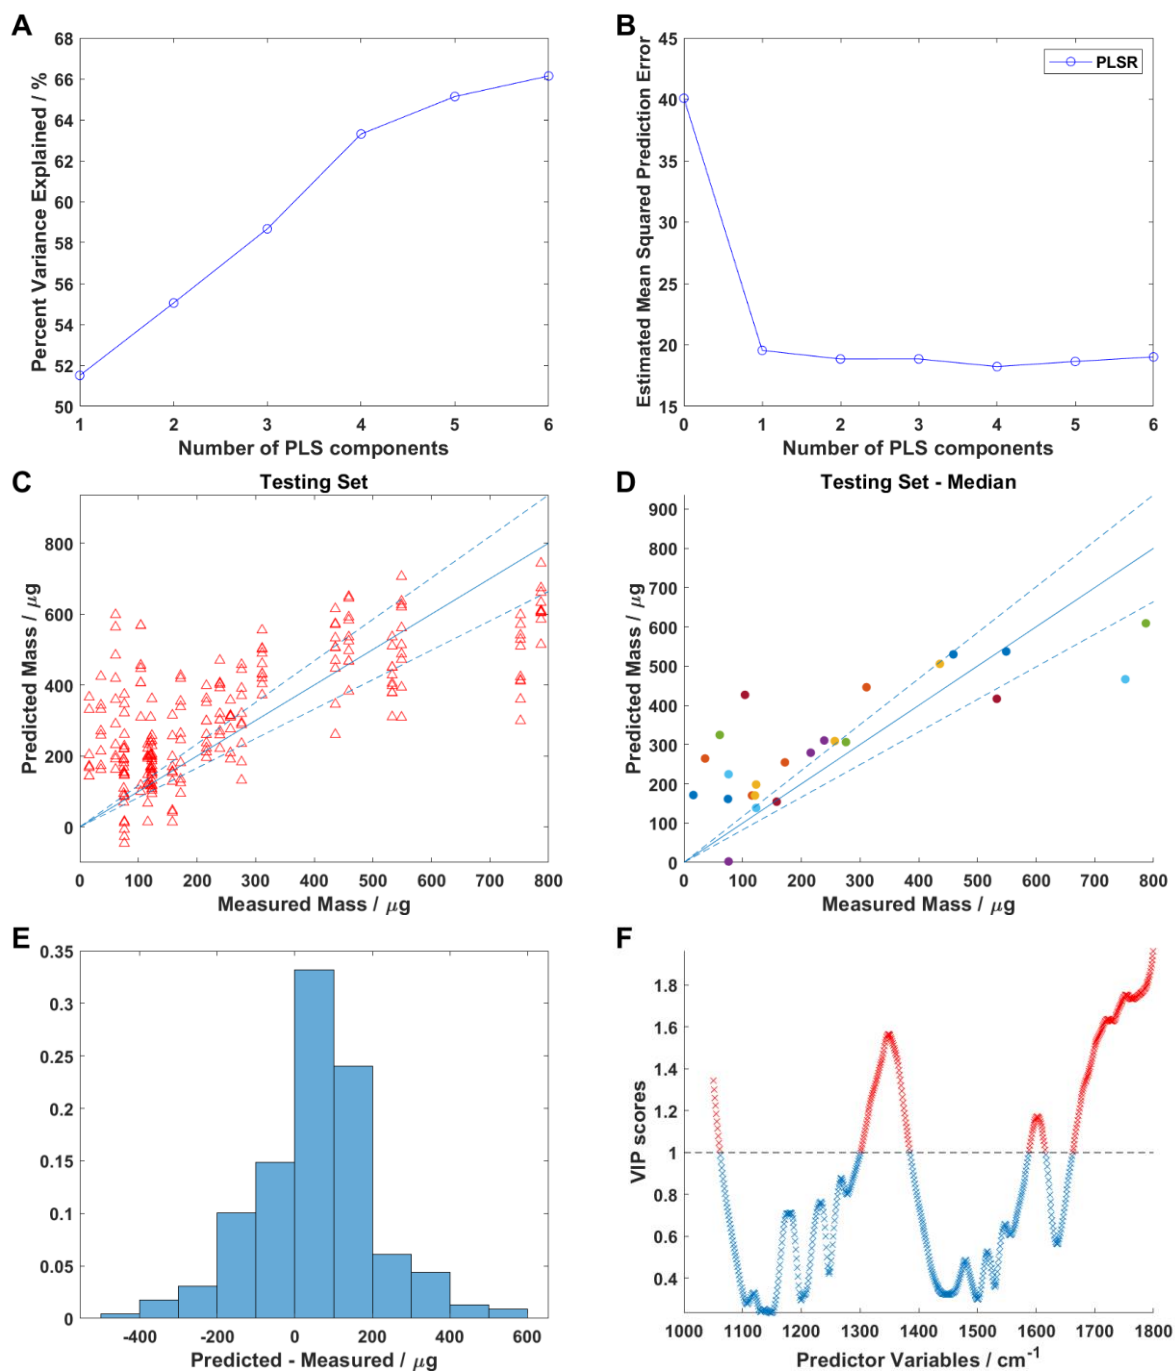 A
68
66
64
62
60
58
56
54
52
50
Percent Variance Explained / %
1 2 3 4 5 6
Number of PLS components
B
45
40
35
30
25
20
15
Estimated Mean Squared Prediction Error
PLSR
0 1 2 3 4 5 6
Number of PLS components
C
Testing Set
800
600
400
200
0
Predicted Mass / μg
0 100 200 300 400 500 600 700 800
Measured Mass / μg
D
Testing Set - Median
900
800
700
600
500
400
300
200
100
0
Predicted Mass / μg
0 100 200 300 400 500 600 700 800
Measured Mass / μg
E
0.35
0.3
0.25
0.2
0.15
0.1
0.05
0
-400 -200 0 200 400 600
Predicted - Measured / μg
F
1.8
1.6
1.4
1.2
1
0.8
0.6
0.4
VIP scores
1000 1100 1200 1300 1400 1500 1600 1700 1800
Predictor Variables / cm⁻¹